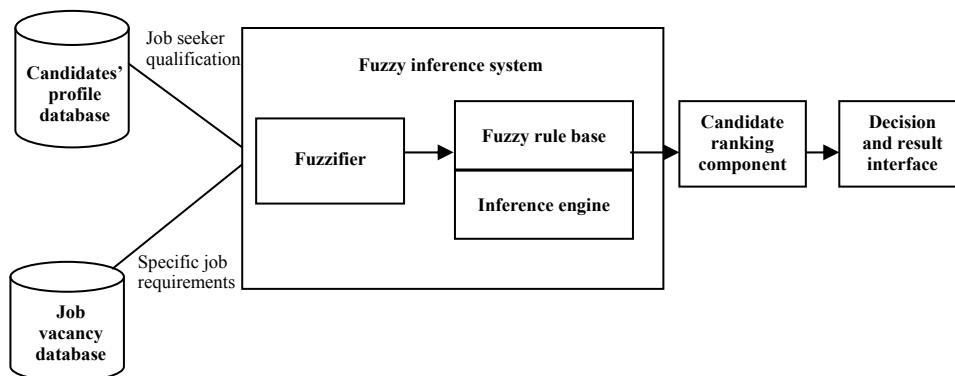 Candidates'
profile
database
Job seeker
qualification
Fuzzy inference system
Fuzzifier
Fuzzy rule base
Inference engine
Candidate
ranking
component
Decision
and result
interface
Specific job
requirements
Job
vacancy
database